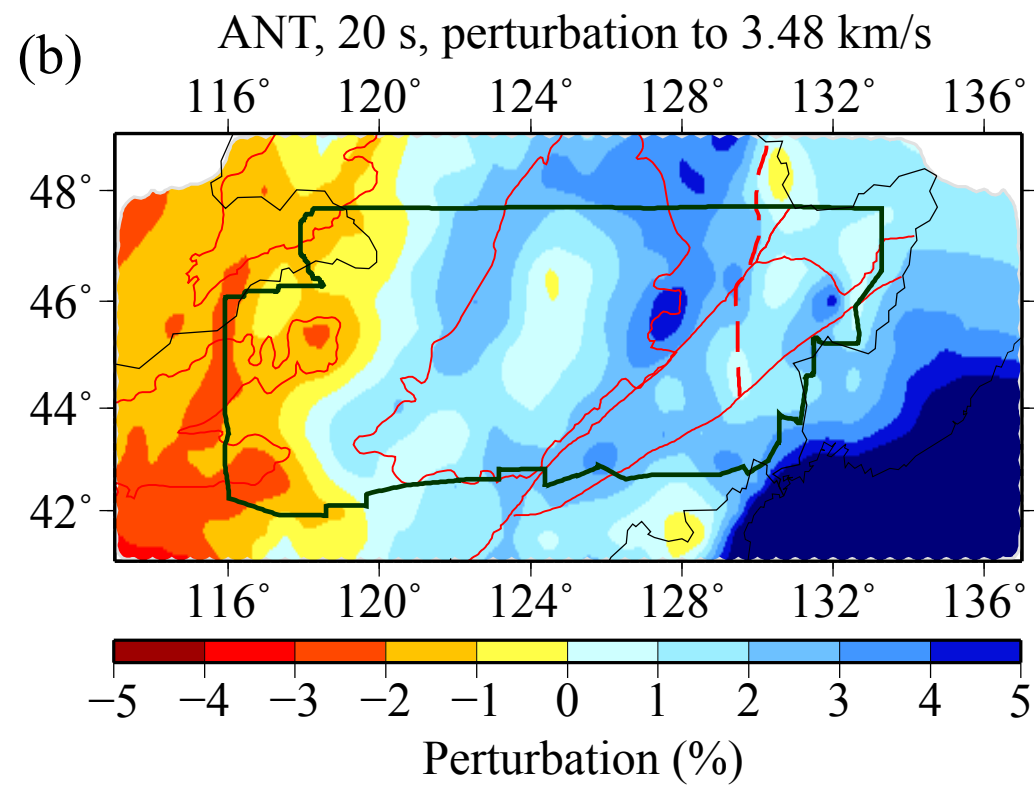 (b)
ANT, 20 s, perturbation to 3.48 km/s
116˚ 120˚ 124˚ 128˚ 132˚ 136˚
48˚
46˚
44˚
42˚
116˚ 120˚ 124˚ 128˚ 132˚ 136˚
−5 −4 −3 −2 −1 0 1 2 3 4 5
Perturbation (%)